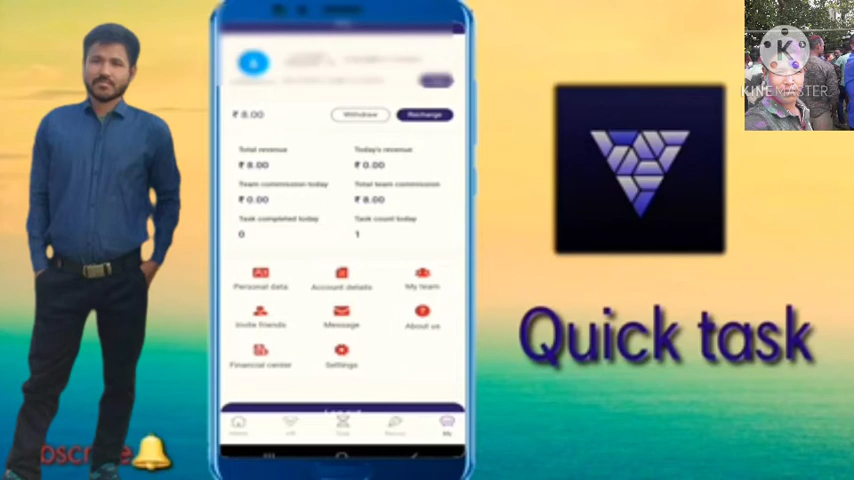 K
KINEMASTER
₹ 8.00
Withdraw
Recharge
Total revenue
Today's revenue
₹ 8.00
₹ 0.00
Team commission today
Total team commission
₹ 0.00
₹ 8.00
Task completed today
Task count today
0
1
Personal data
Account details
My team
Invite friends
Message
About us
Financial center
Settings
Quick task
My